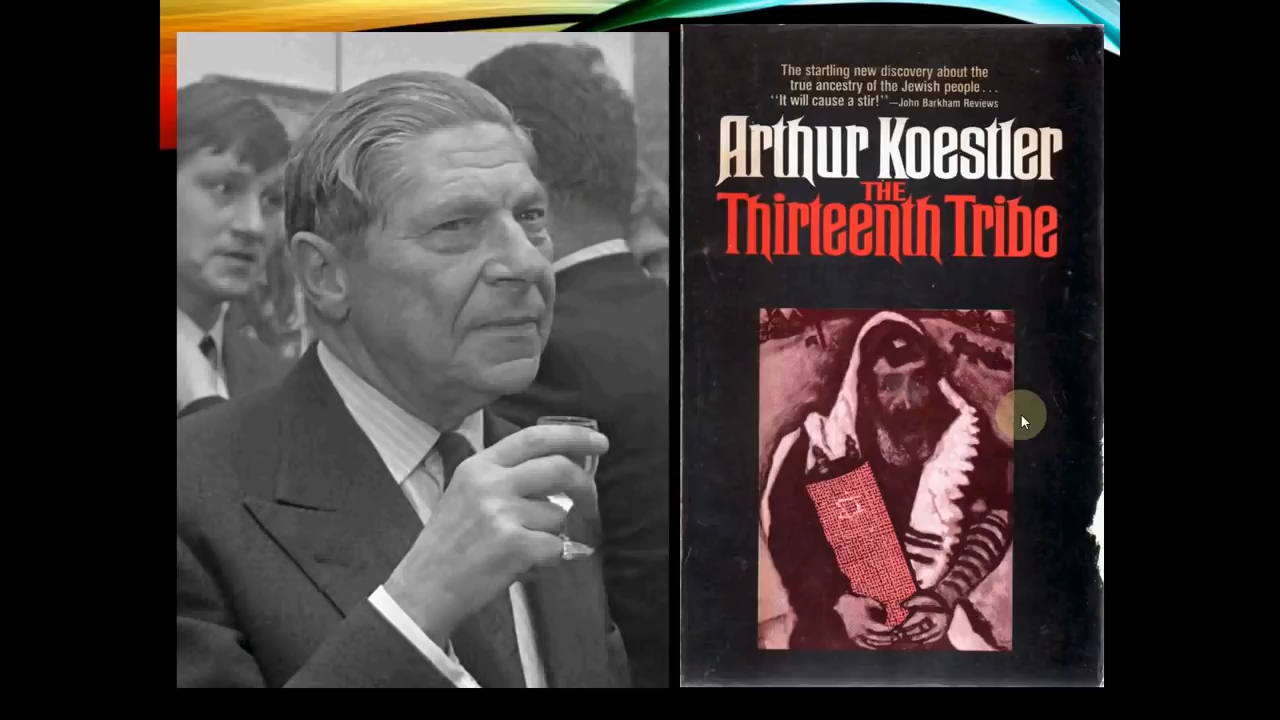 The startling new discovery about the
true ancestry of the Jewish people...
"It will cause a stir!"—John Barkham Reviews
Arthur Koestler
THE
Thirteenth Tribe